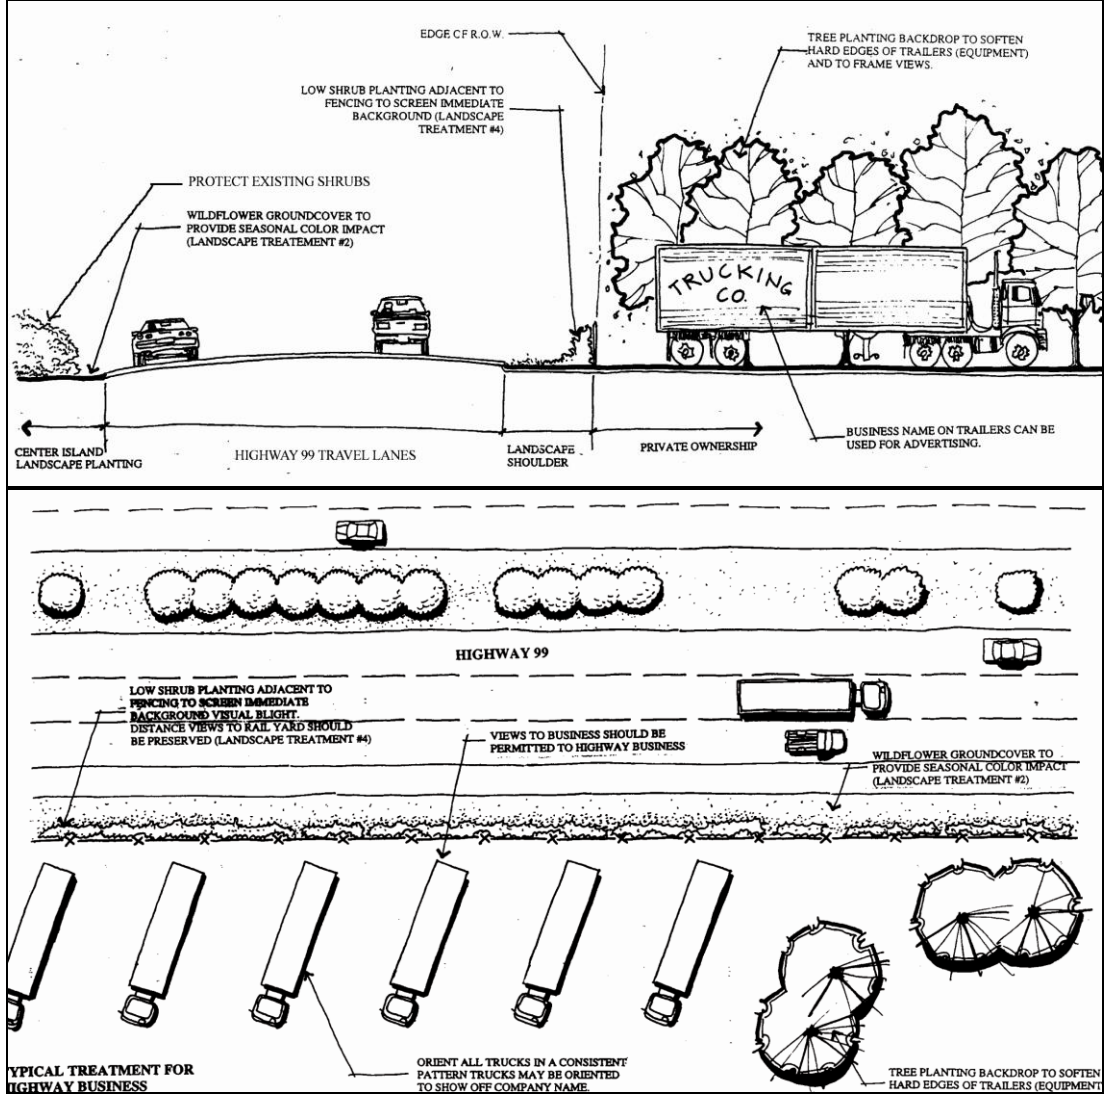 EDGE CF R.O.W.
TREE PLANTING BACKDROP TO SOFTEN
HARD EDGES OF TRAILERS (EQUIPMENT)
AND TO FRAME VIEWS.
LOW SHRUB PLANTING ADJACENT TO
FENCING TO SCREEN IMMEDIATE
BACKGROUND (LANDSCAPE
TREATMENT #4)
PROTECT EXISTING SHRUBS
WILDFLOWER GROUNDCOVER TO
PROVIDE SEASONAL COLOR IMPACT
(LANDSCAPE TREATEMENT #2)
TRUCKING
CO.
BUSINESS NAME ON TRAILERS CAN BE
USED FOR ADVERTISING.
CENTER ISLAND
LANDSCAPE PLANTING
HIGHWAY 99 TRAVEL LANES
LANDSCAPE
SHOULDER
PRIVATE OWNERSHIP
HIGHWAY 99
LOW SHRUB PLANTING ADJACENT TO
FENCING TO SCREEN IMMEDIATE
BACKGROUND VISUAL BLIGHT.
DISTANCE VIEWS TO RAIL YARD SHOULD
BE PRESERVED (LANDSCAPE TREATMENT #4)
VIEWS TO BUSINESS SHOULD BE
PERMITTED TO HIGHWAY BUSINESS
WILDFLOWER GROUNDCOVER TO
PROVIDE SEASONAL COLOR IMPACT
(LANDSCAPE TREATMENT #2)
ORIENT ALL TRUCKS IN A CONSISTENT
PATTERN TRUCKS MAY BE ORIENTED
TO SHOW OFF COMPANY NAME.
YPICAL TREATMENT FOR
HIGHWAY BUSINESS
TREE PLANTING BACKDROP TO SOFTEN
HARD EDGES OF TRAILERS (EQUIPMENT